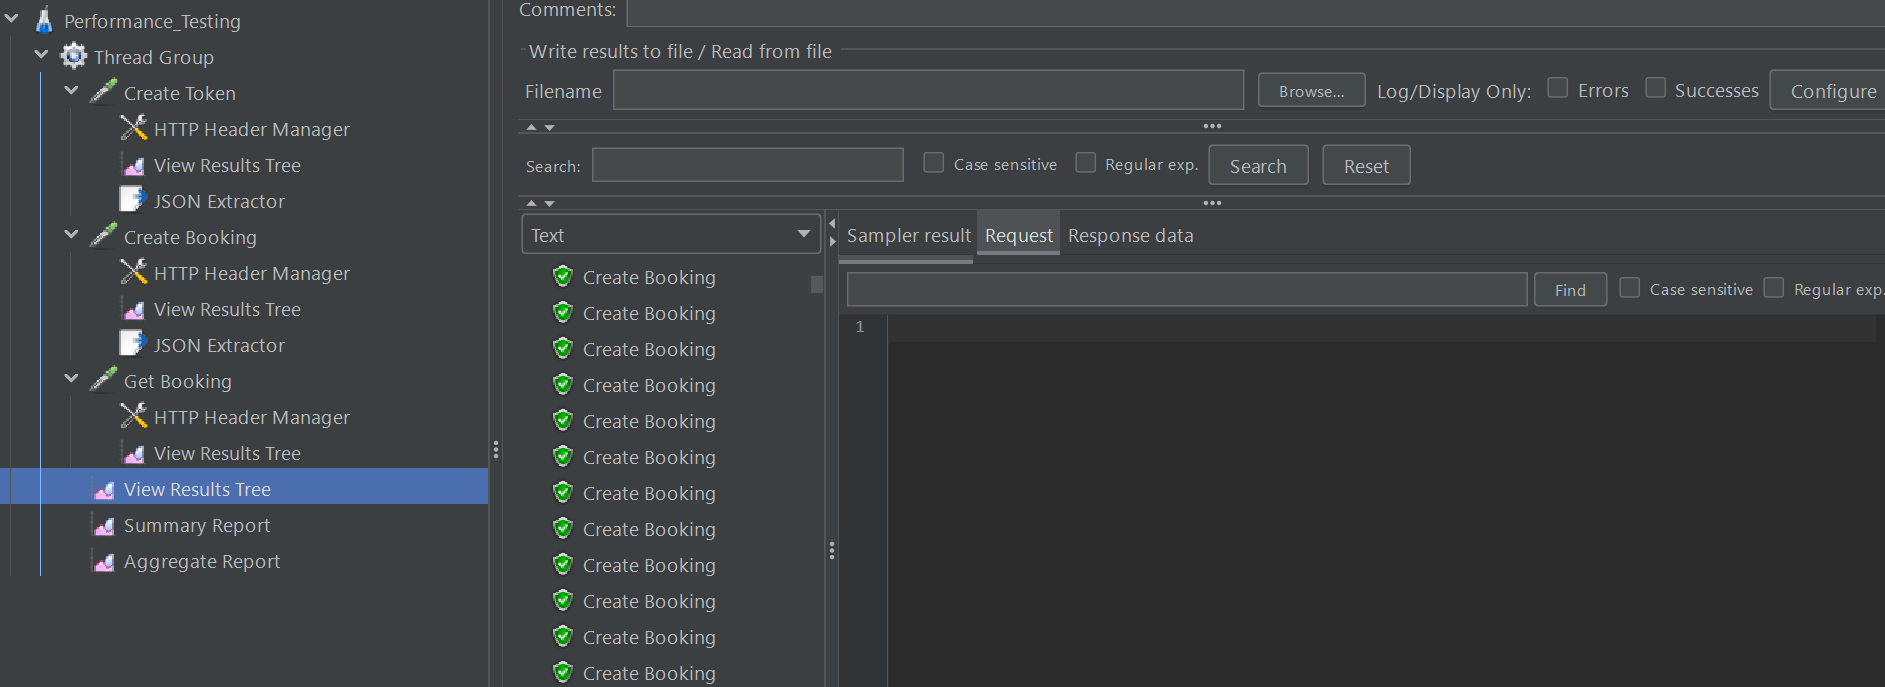 Performance_Testing
Thread Group
Create Token
HTTP Header Manager
View Results Tree
JSON Extractor
Create Booking
HTTP Header Manager
View Results Tree
JSON Extractor
Get Booking
HTTP Header Manager
View Results Tree
View Results Tree
Summary Report
Aggregate Report
Comments:
Write results to file / Read from file
Filename Browse... Log/Display Only: Errors Successes Configure
Search: Case sensitive Regular exp. Search Reset
Text
Create Booking
Create Booking
Create Booking
Create Booking
Create Booking
Create Booking
Create Booking
Create Booking
Create Booking
Create Booking
Create Booking
Create Booking
Sampler result Request Response data
Find Case sensitive Regular exp.
1